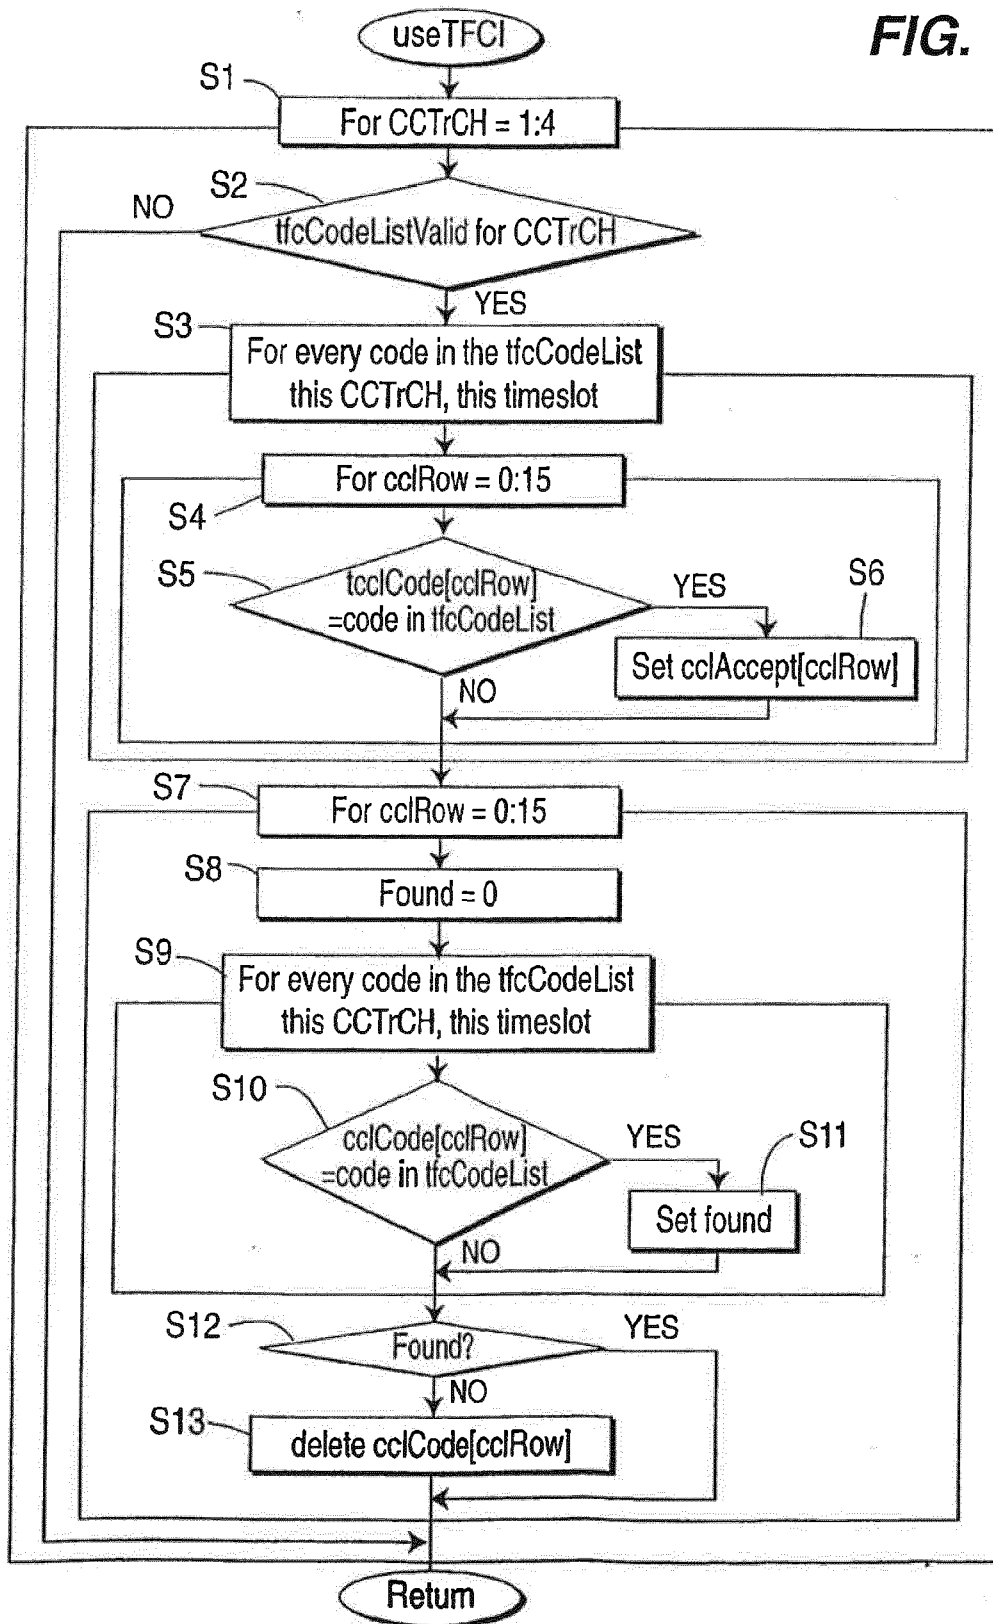 useTFCI
FIG.
S1
For CCTrCH = 1:4
S2
NO
tfcCodeListValid for CCTrCH
YES
S3
For every code in the tfcCodeList
this CCTrCH, this timeslot
For cclRow = 0:15
S4
S5
tcclCode[cclRow]
=code in tfcCodeList
YES
S6
Set cclAccept[cclRow]
NO
S7
For cclRow = 0:15
S8
Found = 0
S9
For every code in the tfcCodeList
this CCTrCH, this timeslot
S10
cclCode[cclRow]
=code in tfcCodeList
YES
S11
Set found
NO
S12
Found?
YES
NO
S13
delete cclCode[cclRow]
Return